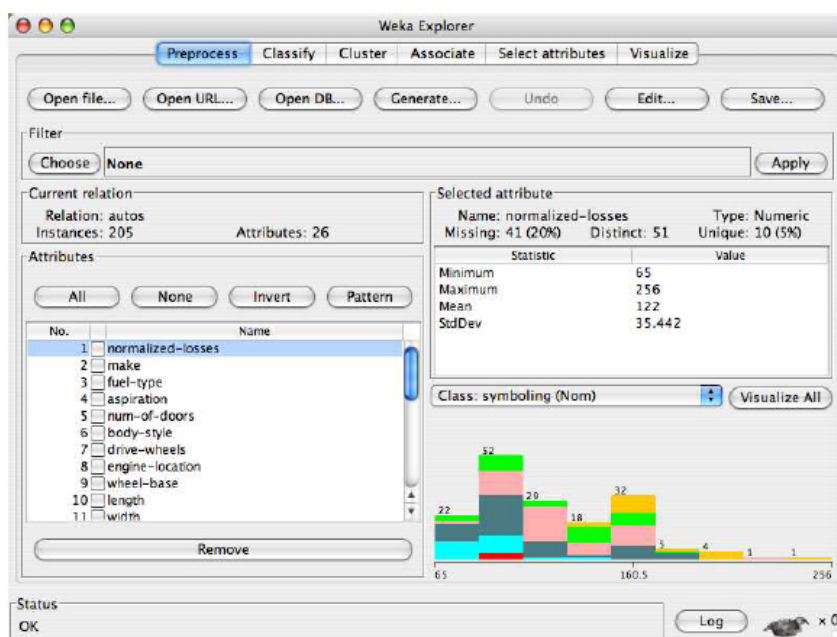 Weka Explorer
Preprocess Classify Cluster Associate Select attributes Visualize
Open file... Open URL... Open DB... Generate... Undo Edit... Save...
Filter
Choose None Apply
Current relation
Relation: autos
Instances: 205 Attributes: 26
Attributes
All None Invert Pattern
No. Name
1 normalized-losses
2 make
3 fuel-type
4 aspiration
5 num-of-doors
6 body-style
7 drive-wheels
8 engine-location
9 wheel-base
10 length
11 width
Remove
Selected attribute
Name: normalized-losses Type: Numeric
Missing: 41 (20%) Distinct: 51 Unique: 10 (5%)
Statistic Value
Minimum 65
Maximum 256
Mean 122
StdDev 35.442
Class: symboling (Nom) Visualize All
22 52 29 18 32 5 4 1 1
65 160.5 256
Status
OK Log x 0